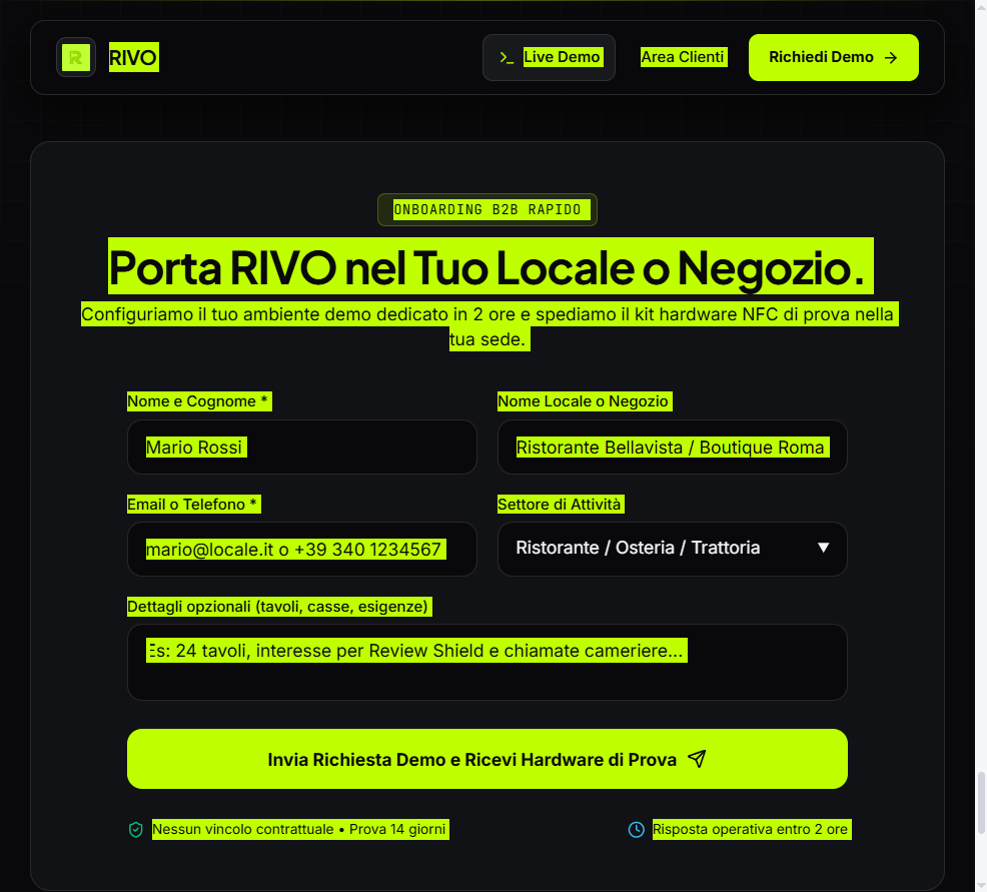 R RIVO
Live Demo
Area Clienti
Richiedi Demo
ONBOARDING B2B RAPIDO
Porta RIVO nel Tuo Locale o Negozio.
Configuriamo il tuo ambiente demo dedicato in 2 ore e spediamo il kit hardware NFC di prova nella
tua sede.
Nome e Cognome *
Mario Rossi
Nome Locale o Negozio
Ristorante Bellavista / Boutique Roma
Email o Telefono *
mario@locale.it o +39 340 1234567
Settore di Attività
Ristorante / Osteria / Trattoria
Dettagli opzionali (tavoli, casse, esigenze)
Es: 24 tavoli, interesse per Review Shield e chiamate cameriere...
Invia Richiesta Demo e Ricevi Hardware di Prova
Nessun vincolo contrattuale • Prova 14 giorni
Risposta operativa entro 2 ore